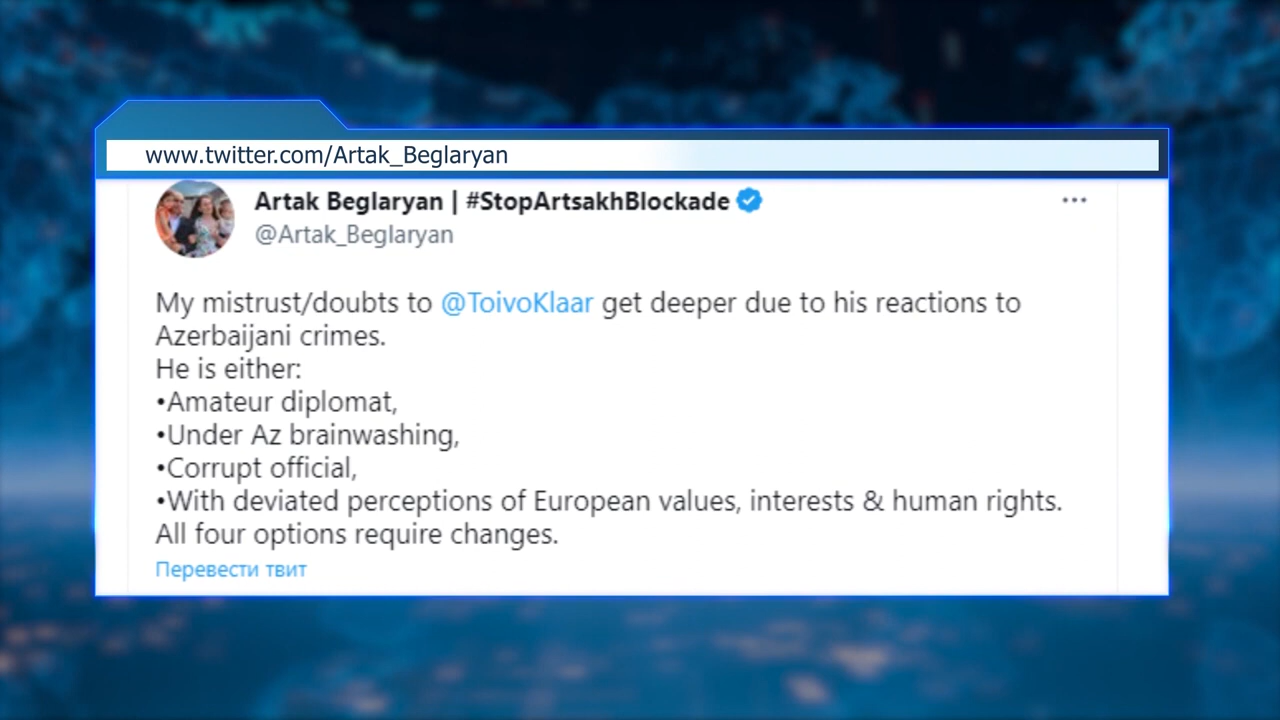 www.twitter.com/Artak_Beglaryan
Artak Beglaryan | #StopArtsakhBlockade
@Artak_Beglaryan
My mistrust/doubts to @ToivoKlaar get deeper due to his reactions to
Azerbaijani crimes.
He is either:
•Amateur diplomat,
•Under Az brainwashing,
•Corrupt official,
•With deviated perceptions of European values, interests & human rights.
All four options require changes.
Перевести твит